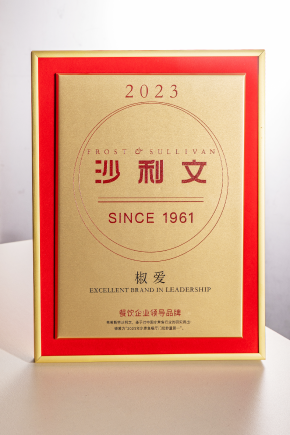 2023
FROST & SULLIVAN
沙利文
SINCE 1961
椒爱
EXCELLENT BRAND IN LEADERSHIP
餐饮企业领导品牌